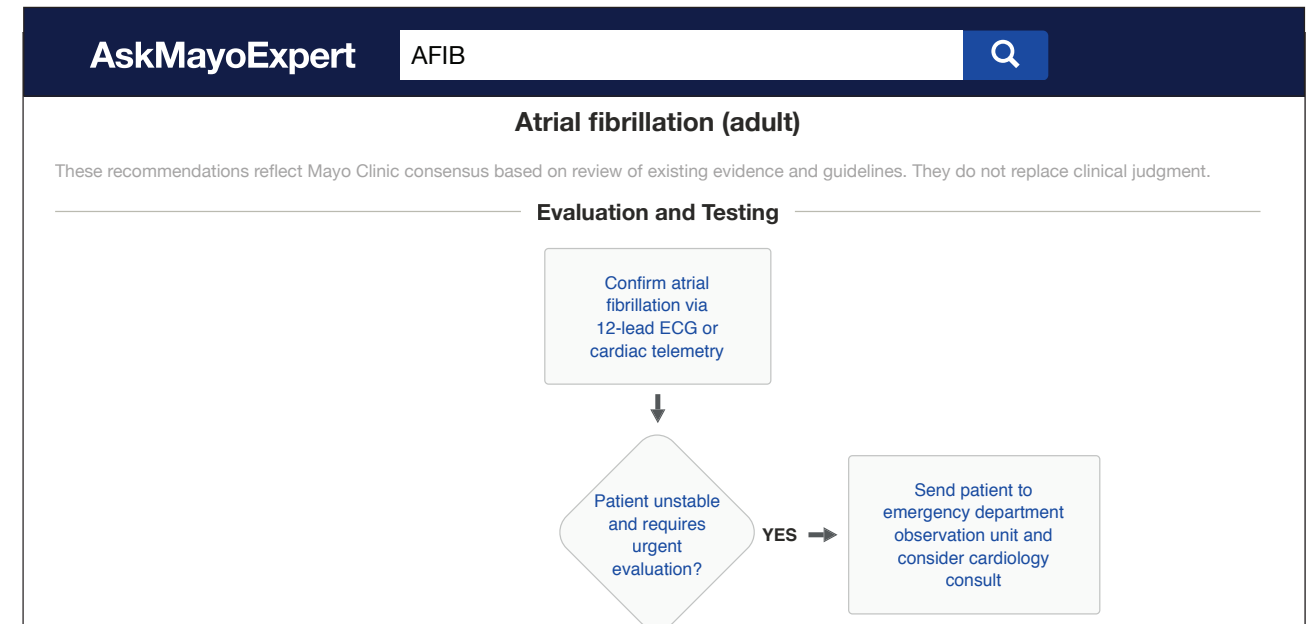 AskMayoExpert
AFIB
Atrial fibrillation (adult)
These recommendations reflect Mayo Clinic consensus based on review of existing evidence and guidelines. They do not replace clinical judgment.
Evaluation and Testing
Confirm atrial
fibrillation via
12-lead ECG or
cardiac telemetry
Patient unstable
and requires
urgent
evaluation?
YES
Send patient to
emergency department
observation unit and
consider cardiology
consult